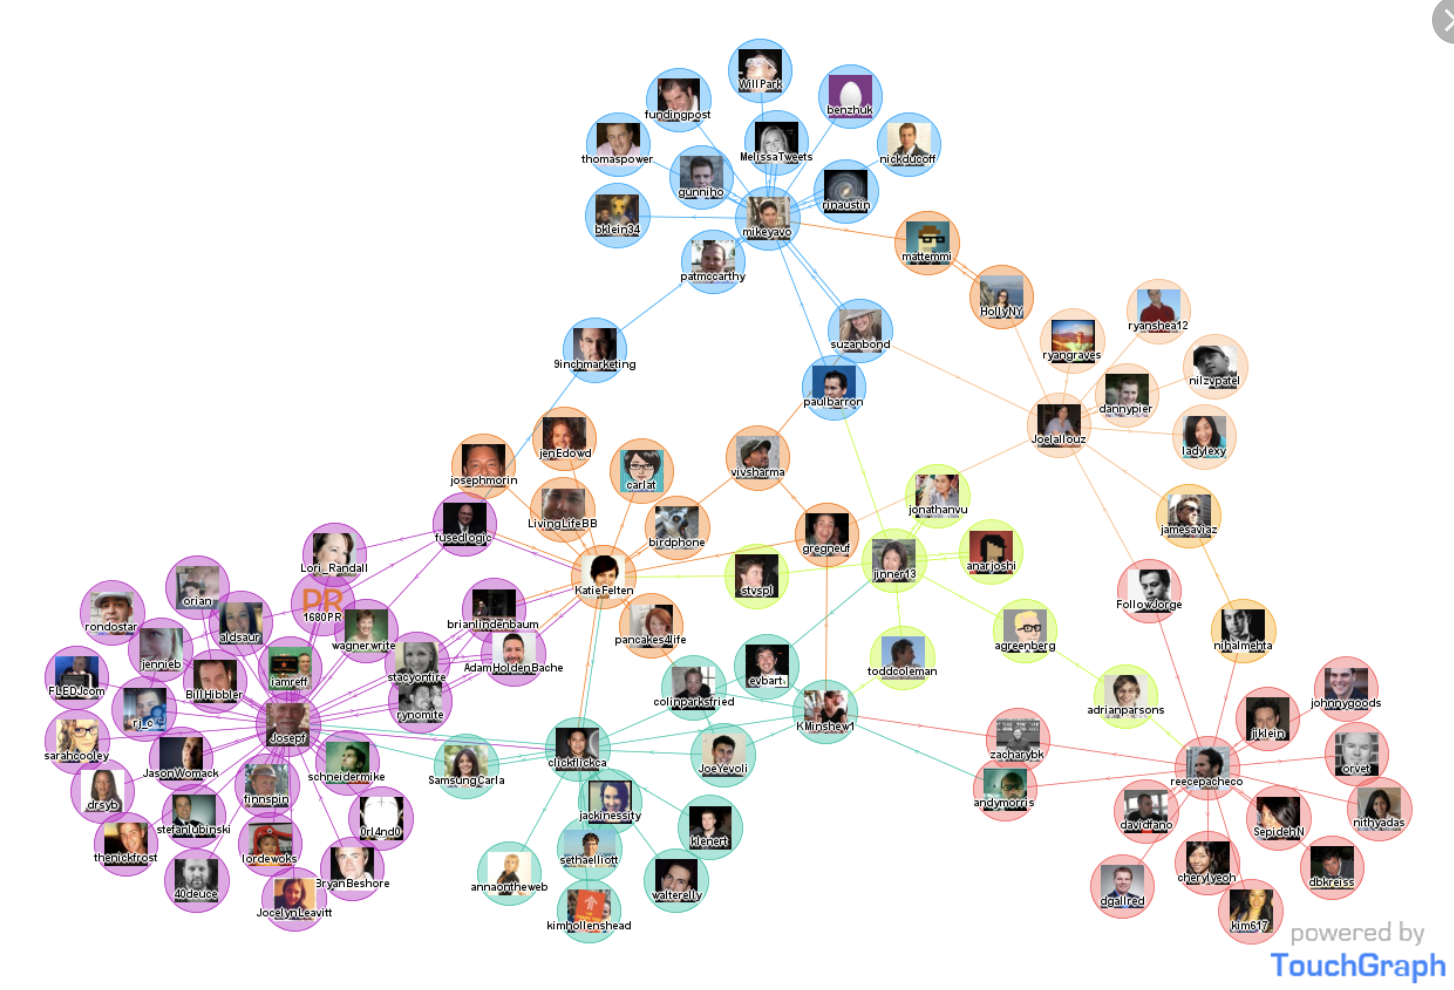 WillPark
benzhuk
fundingpost
MelissaTweets
nickducoff
thomaspower
gunniho
rinaustin
bklein34
mikeyavo
mattemmi
patmccarthy
HollyNY
ryanshea12
suzanbond
ryangraves
9inchmarketing
nilzvpatel
paulbarron
dannypier
Joelallouz
ladylexy
jenEdowd
josephmorin
carlat
vivsharma
jonathanvu
LivingLifeBB
jamesaviaz
fusedlogic
birdphone
gregneuf
Lori_Randall
anarjoshi
jinner13
KatieFelten
stvspl
orian
FollowJorge
PR
1680PR
rondostar
aldsaur
brianlindenbaum
pancakes4life
wagnerwrite
agreenberg
nihalmehta
jennieb
AdamHoldenBache
stacyonfire
toddcoleman
FLEDJcom
BillHibbler
iamreff
evbart
colinparksfried
rynomite
adrianparsons
johnnygoods
rj_c
KMinshew1
jjklein
Josepf
sarahcooley
zacharybk
clickflickca
orvet
JasonWomack
schneidermike
SamsungCarla
JoeYevoli
reecepacheco
andymorris
drsyb
finnspin
jackinessity
nithyadas
davidfano
SepidehN
stefanlubinski
0rl4nd0
klenert
thenickfrost
lordewoks
sethaelliott
cherylyeoh
BryanBeshore
annaontheweb
dbkreiss
40deuce
walterelly
dgallred
JocelynLeavitt
kimhollenshead
kim617
powered by
TouchGraph